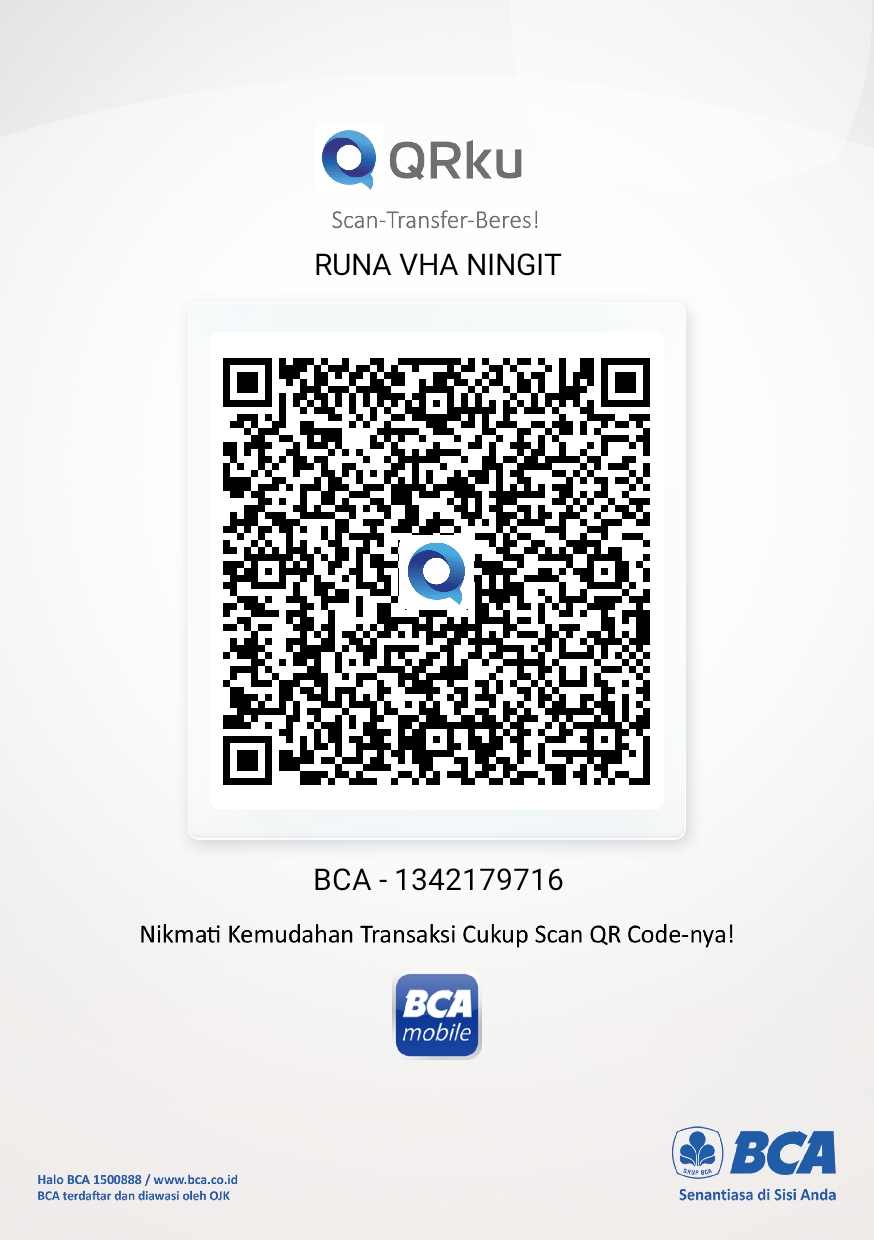 QRku
Scan-Transfer-Beres!
RUNA VHA NINGIT
BCA - 1342179716
Nikmati Kemudahan Transaksi Cukup Scan QR Code-nya!
BCA
mobile
Halo BCA 1500888 / www.bca.co.id
BCA terdaftar dan diawasi oleh OJK
GRUP BCA
BCA
Senantiasa di Sisi Anda